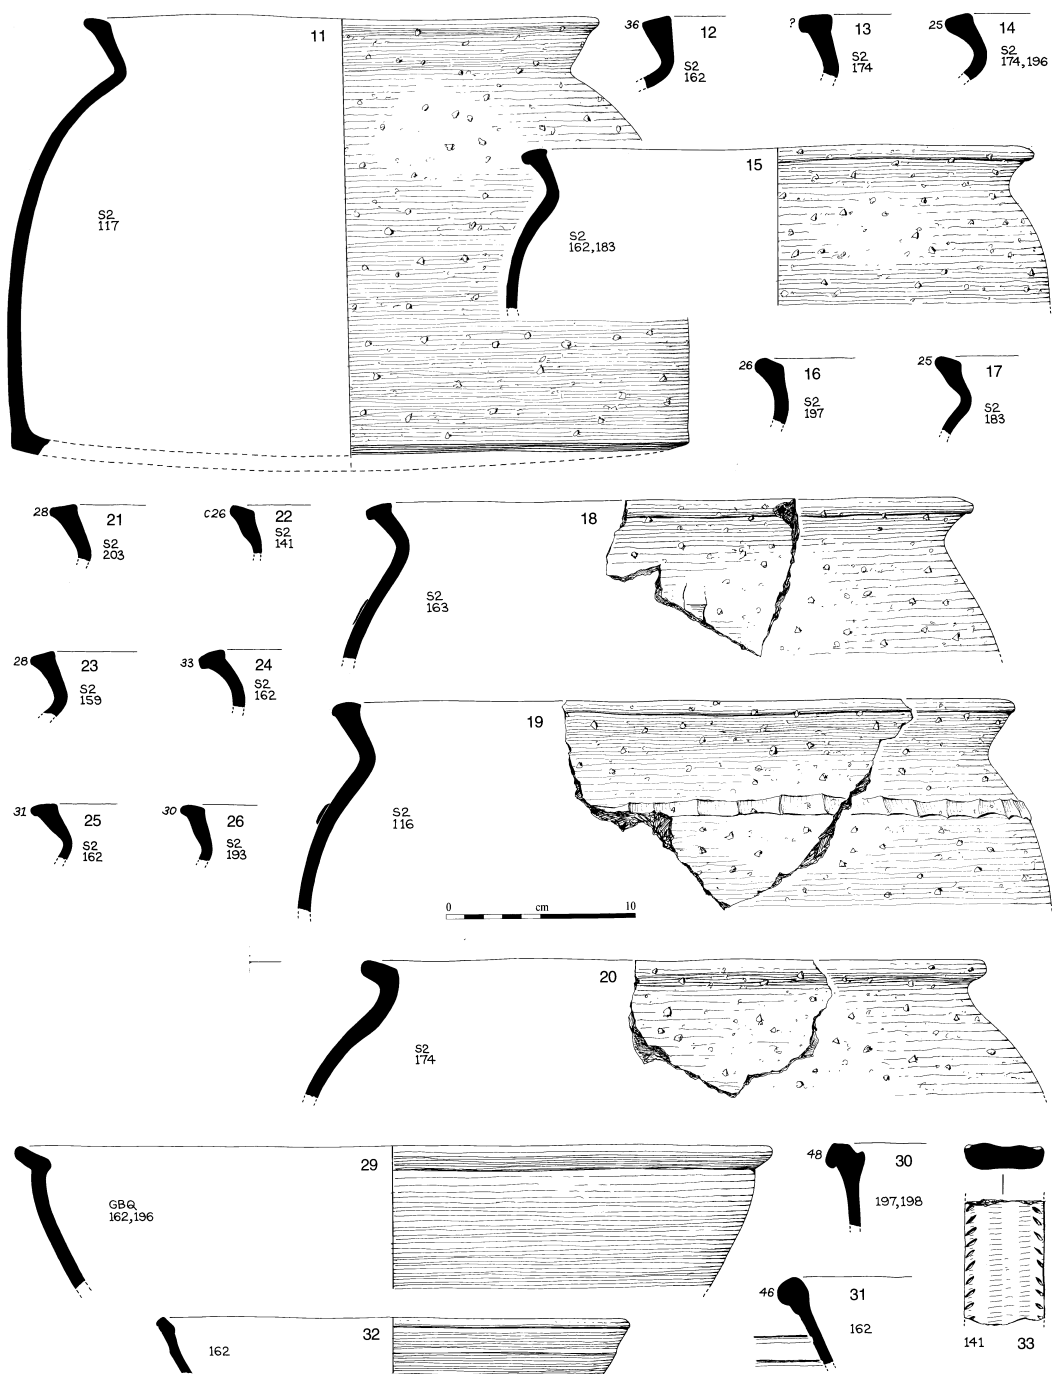 11
S2
117
36
12
S2
162
?
13
S2
174
25
14
S2
174,196
15
S2
162,183
26
16
S2
197
25
17
S2
183
28
21
S2
203
C26
22
S2
141
18
S2
163
28
23
S2
159
33
24
S2
162
19
S2
116
31
25
S2
162
30
26
S2
193
0 cm 10
20
S2
174
29
GBQ
162,196
48
30
197,198
46
31
162
32
162
141 33